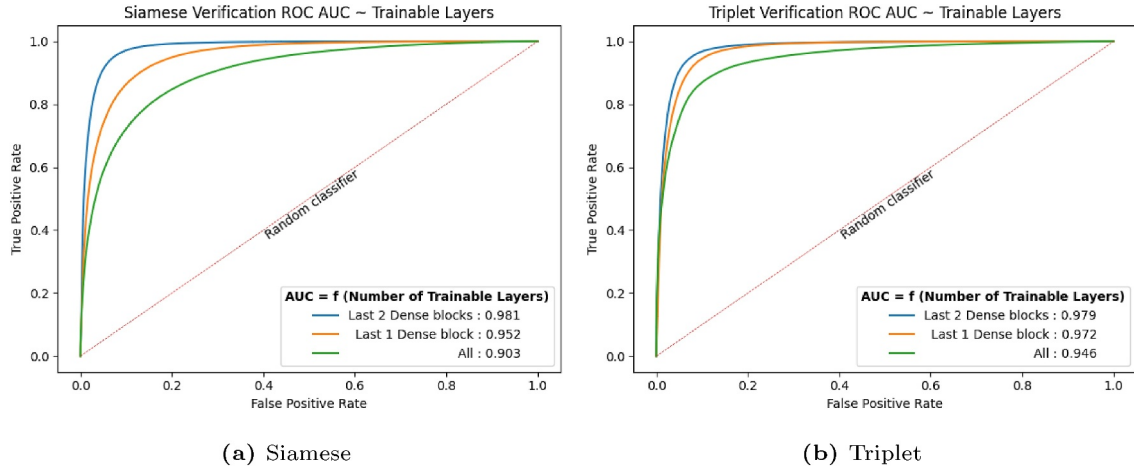 Siamese Verification ROC AUC ~ Trainable Layers
1.0
0.8
0.6
0.4
0.2
0.0
True Positive Rate
Random classifier
AUC = f (Number of Trainable Layers)
Last 2 Dense blocks : 0.981
Last 1 Dense block : 0.952
All : 0.903
0.0 0.2 0.4 0.6 0.8 1.0
False Positive Rate
(a) Siamese
Triplet Verification ROC AUC ~ Trainable Layers
1.0
0.8
0.6
0.4
0.2
0.0
True Positive Rate
Random classifier
AUC = f (Number of Trainable Layers)
Last 2 Dense blocks : 0.979
Last 1 Dense block : 0.972
All : 0.946
0.0 0.2 0.4 0.6 0.8 1.0
False Positive Rate
(b) Triplet